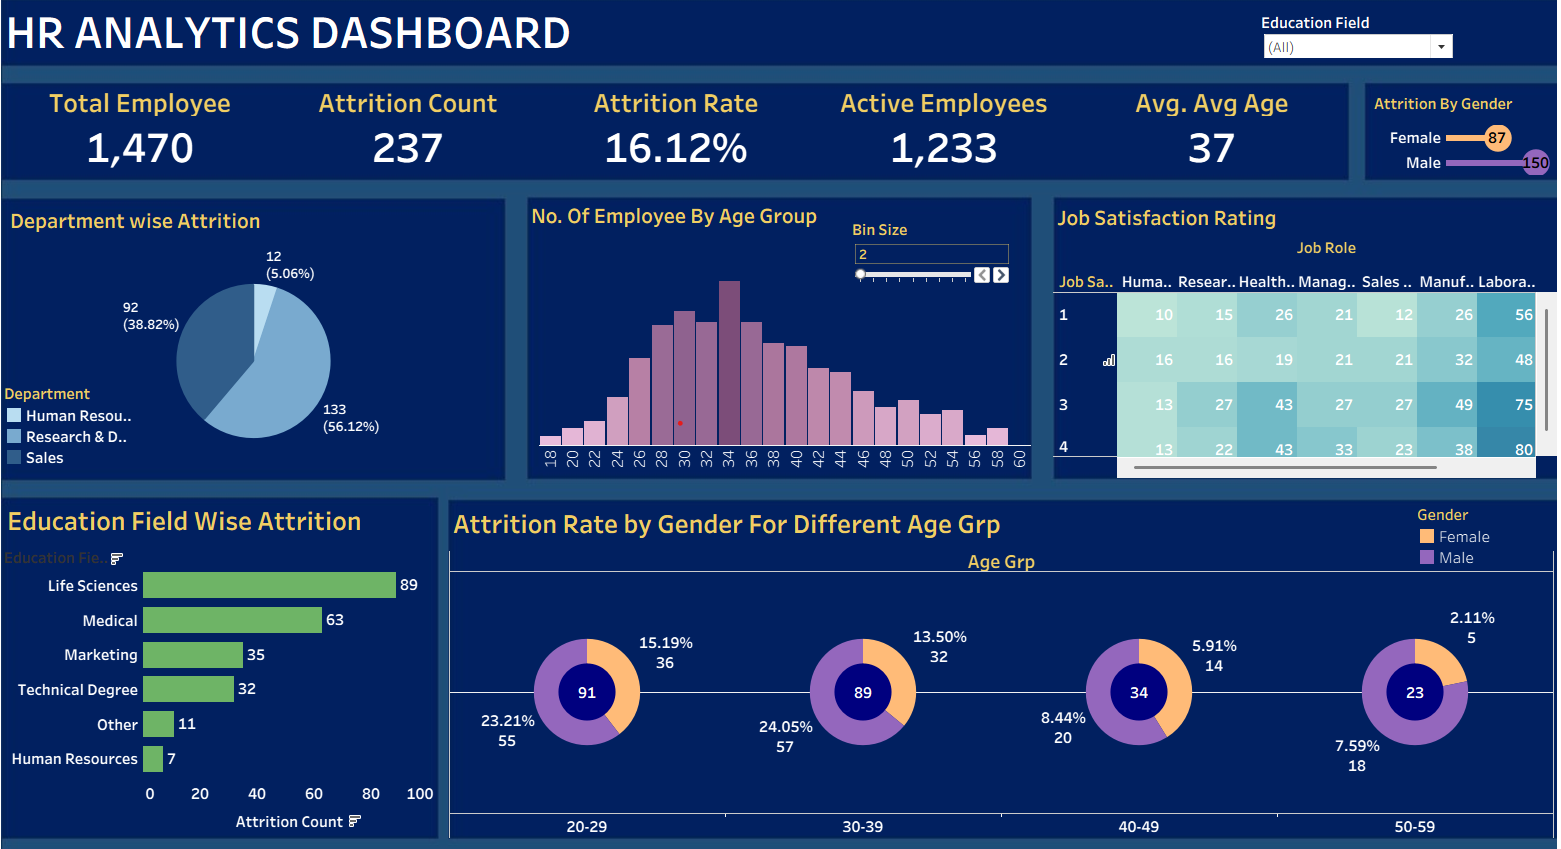 HR ANALYTICS DASHBOARD
Education Field
(All)
Total Employee
1,470
Attrition Count
237
Attrition Rate
16.12%
Active Employees
1,233
Avg. Avg Age
37
Attrition By Gender
Female 87
Male 150
Department wise Attrition
12
(5.06%)
92
(38.82%)
133
(56.12%)
Department
Human Resou..
Research & D..
Sales
No. Of Employee By Age Group
Bin Size
2
18 20 22 24 26 28 30 32 34 36 38 40 42 44 46 48 50 52 54 56 58 60
Job Satisfaction Rating
Job Role
Job Sa.. Huma.. Resear.. Health.. Manag.. Sales .. Manuf.. Labora..
1 10 15 26 21 12 26 56
2 16 16 19 21 21 32 48
3 13 27 43 27 27 49 75
4 13 22 43 33 23 38 80
Education Field Wise Attrition
Education Fie..
Life Sciences 89
Medical 63
Marketing 35
Technical Degree 32
Other 11
Human Resources 7
0 20 40 60 80 100
Attrition Count
Attrition Rate by Gender For Different Age Grp
Gender
Female
Male
Age Grp
15.19%
36
91
23.21%
55
13.50%
32
89
24.05%
57
5.91%
14
34
8.44%
20
2.11%
5
23
7.59%
18
20-29 30-39 40-49 50-59